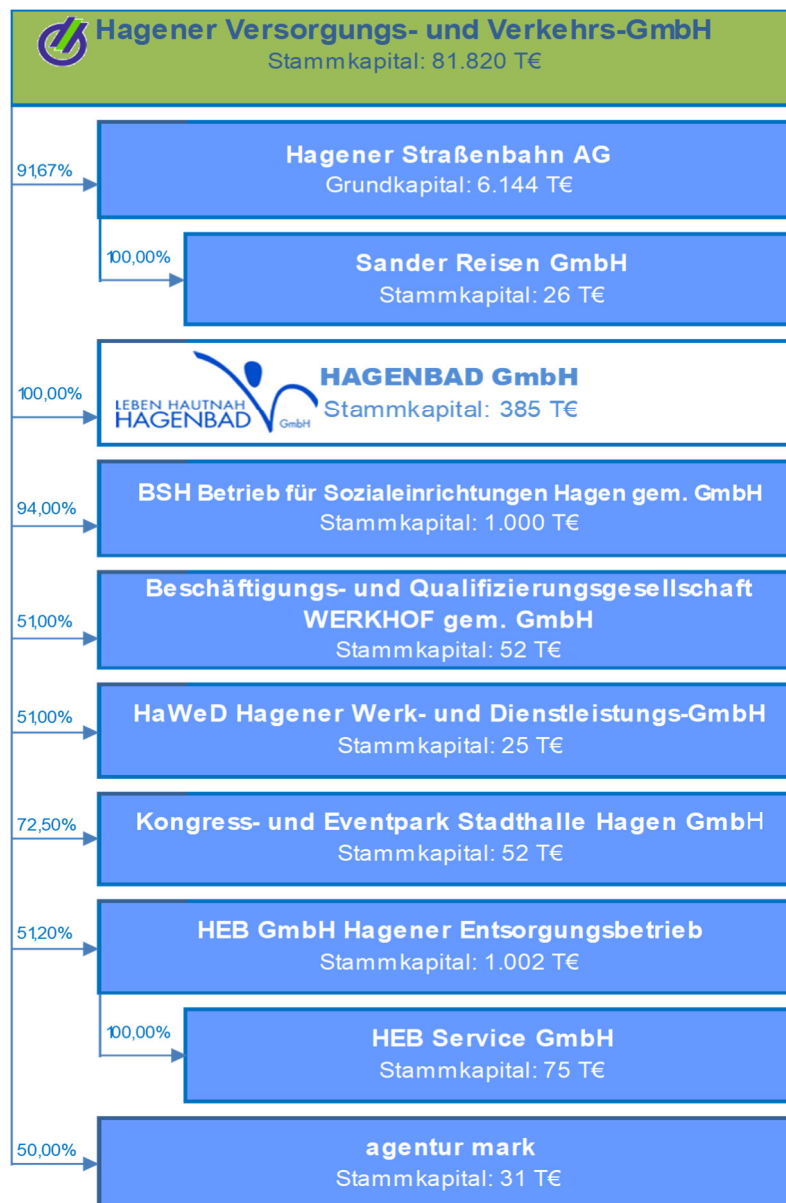 Hagener Versorgungs- und Verkehrs-GmbH
Stammkapital: 81.820 T€
91,67%
Hagener Straßenbahn AG
Grundkapital: 6.144 T€
100,00%
Sander Reisen GmbH
Stammkapital: 26 T€
100,00%
LEBEN HAUTNAH
HAGENBAD GmbH
HAGENBAD GmbH
Stammkapital: 385 T€
94,00%
BSH Betrieb für Sozialeinrichtungen Hagen gem. GmbH
Stammkapital: 1.000 T€
51,00%
Beschäftigungs- und Qualifizierungsgesellschaft
WERKHOF gem. GmbH
Stammkapital: 52 T€
51,00%
HaWeD Hagener Werk- und Dienstleistungs-GmbH
Stammkapital: 25 T€
72,50%
Kongress- und Eventpark Stadthalle Hagen GmbH
Stammkapital: 52 T€
51,20%
HEB GmbH Hagener Entsorgungsbetrieb
Stammkapital: 1.002 T€
100,00%
HEB Service GmbH
Stammkapital: 75 T€
50,00%
agentur mark
Stammkapital: 31 T€